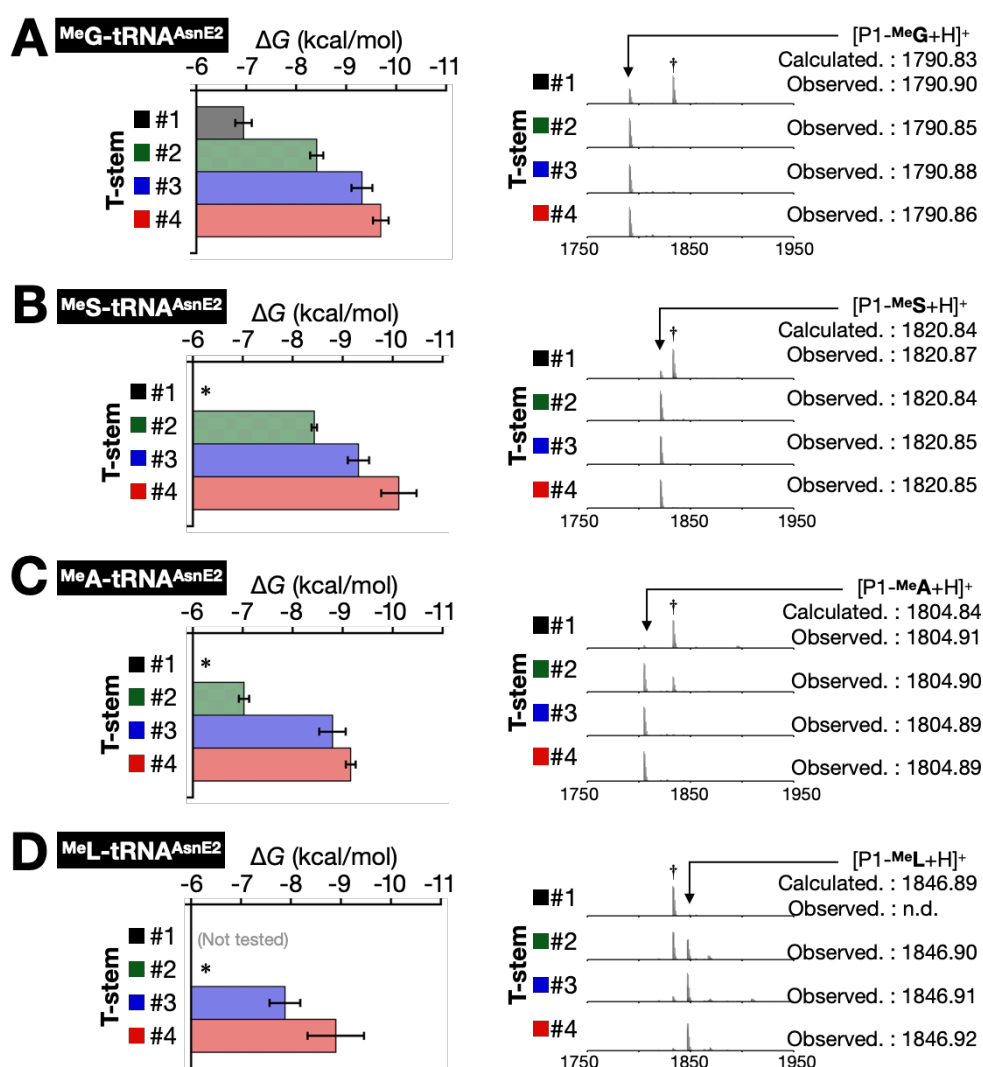 A MeG-tRNAAsnE2
ΔG (kcal/mol)
-6 -7 -8 -9 -10 -11
T-stem
#1
#2
#3
#4
[P1-MeG+H]+
Calculated. : 1790.83
†
T-stem
#1 Observed. : 1790.90
#2 Observed. : 1790.85
#3 Observed. : 1790.88
#4 Observed. : 1790.86
1750 1850 1950
B MeS-tRNAAsnE2
ΔG (kcal/mol)
-6 -7 -8 -9 -10 -11
T-stem
#1 *
#2
#3
#4
[P1-MeS+H]+
Calculated. : 1820.84
†
T-stem
#1 Observed. : 1820.87
#2 Observed. : 1820.84
#3 Observed. : 1820.85
#4 Observed. : 1820.85
1750 1850 1950
C MeA-tRNAAsnE2
ΔG (kcal/mol)
-6 -7 -8 -9 -10 -11
T-stem
#1 *
#2
#3
#4
[P1-MeA+H]+
Calculated. : 1804.84
†
T-stem
#1 Observed. : 1804.91
#2 Observed. : 1804.90
#3 Observed. : 1804.89
#4 Observed. : 1804.89
1750 1850 1950
D MeL-tRNAAsnE2
ΔG (kcal/mol)
-6 -7 -8 -9 -10 -11
T-stem
#1 (Not tested)
#2 *
#3
#4
[P1-MeL+H]+
Calculated. : 1846.89
†
T-stem
#1 Observed. : n.d.
#2 Observed. : 1846.90
#3 Observed. : 1846.91
#4 Observed. : 1846.92
1750 1850 1950